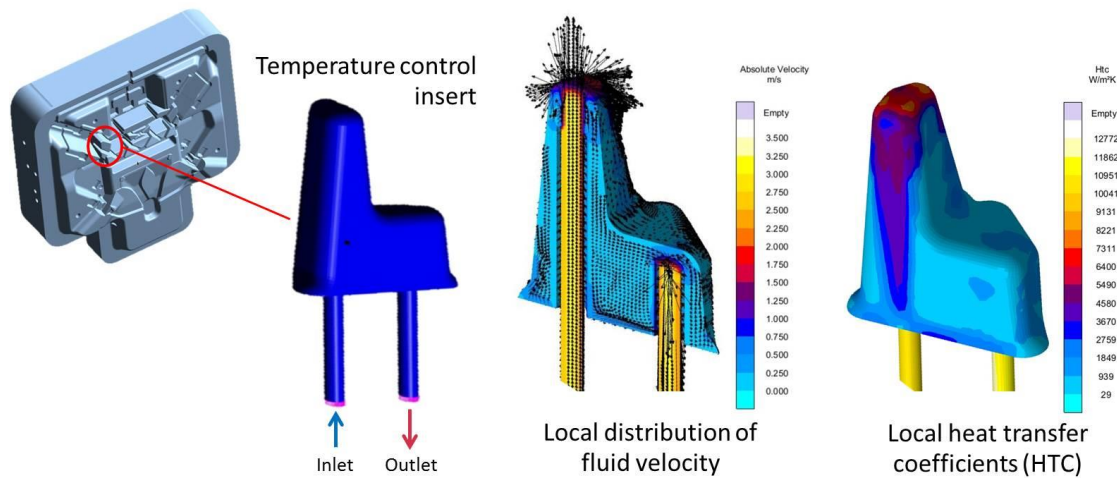 Temperature control
insert
Inlet
Outlet
Absolute Velocity
m/s
Empty
3.500
3.250
3.000
2.750
2.500
2.250
2.000
1.750
1.500
1.250
1.000
0.750
0.500
0.250
0.000
Local distribution of
fluid velocity
Htc
W/m²K
Empty
12772
11862
10951
10041
9131
8221
7311
6400
5490
4580
3670
2759
1849
939
29
Local heat transfer
coefficients (HTC)